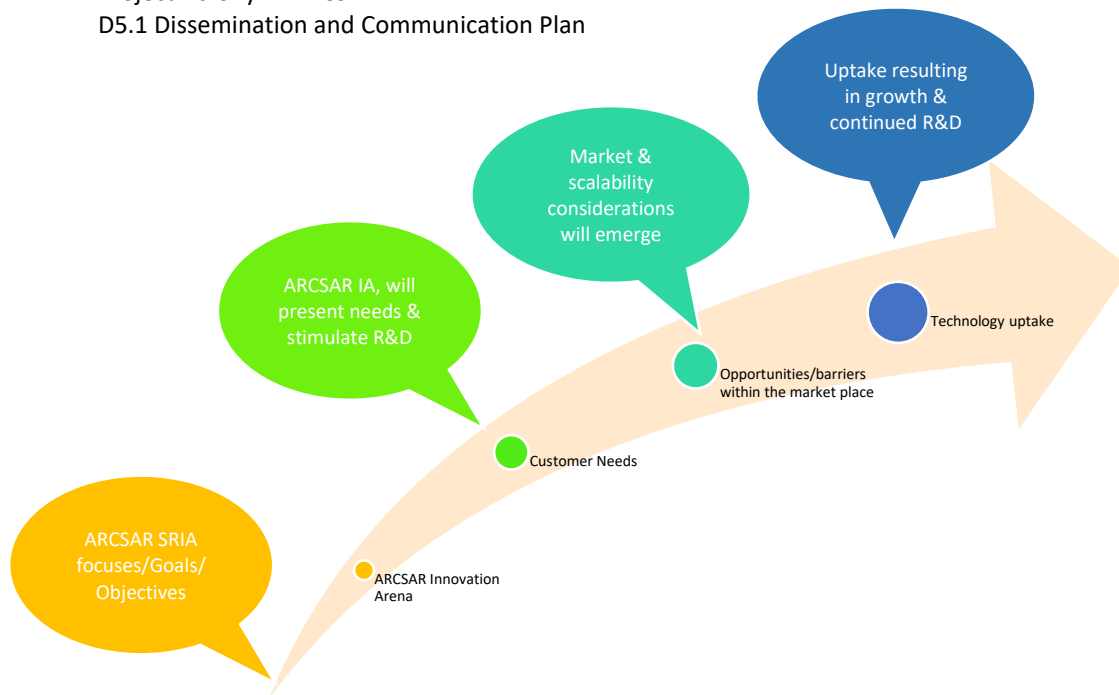 D5.1 Dissemination and Communication Plan
Uptake resulting
in growth &
continued R&D
Market &
scalability
considerations
will emerge
ARCSAR IA, will
present needs &
stimulate R&D
Technology uptake
Opportunities/barriers
within the market place
Customer Needs
ARCSAR SRIA
focuses/Goals/
Objectives
ARCSAR Innovation
Arena